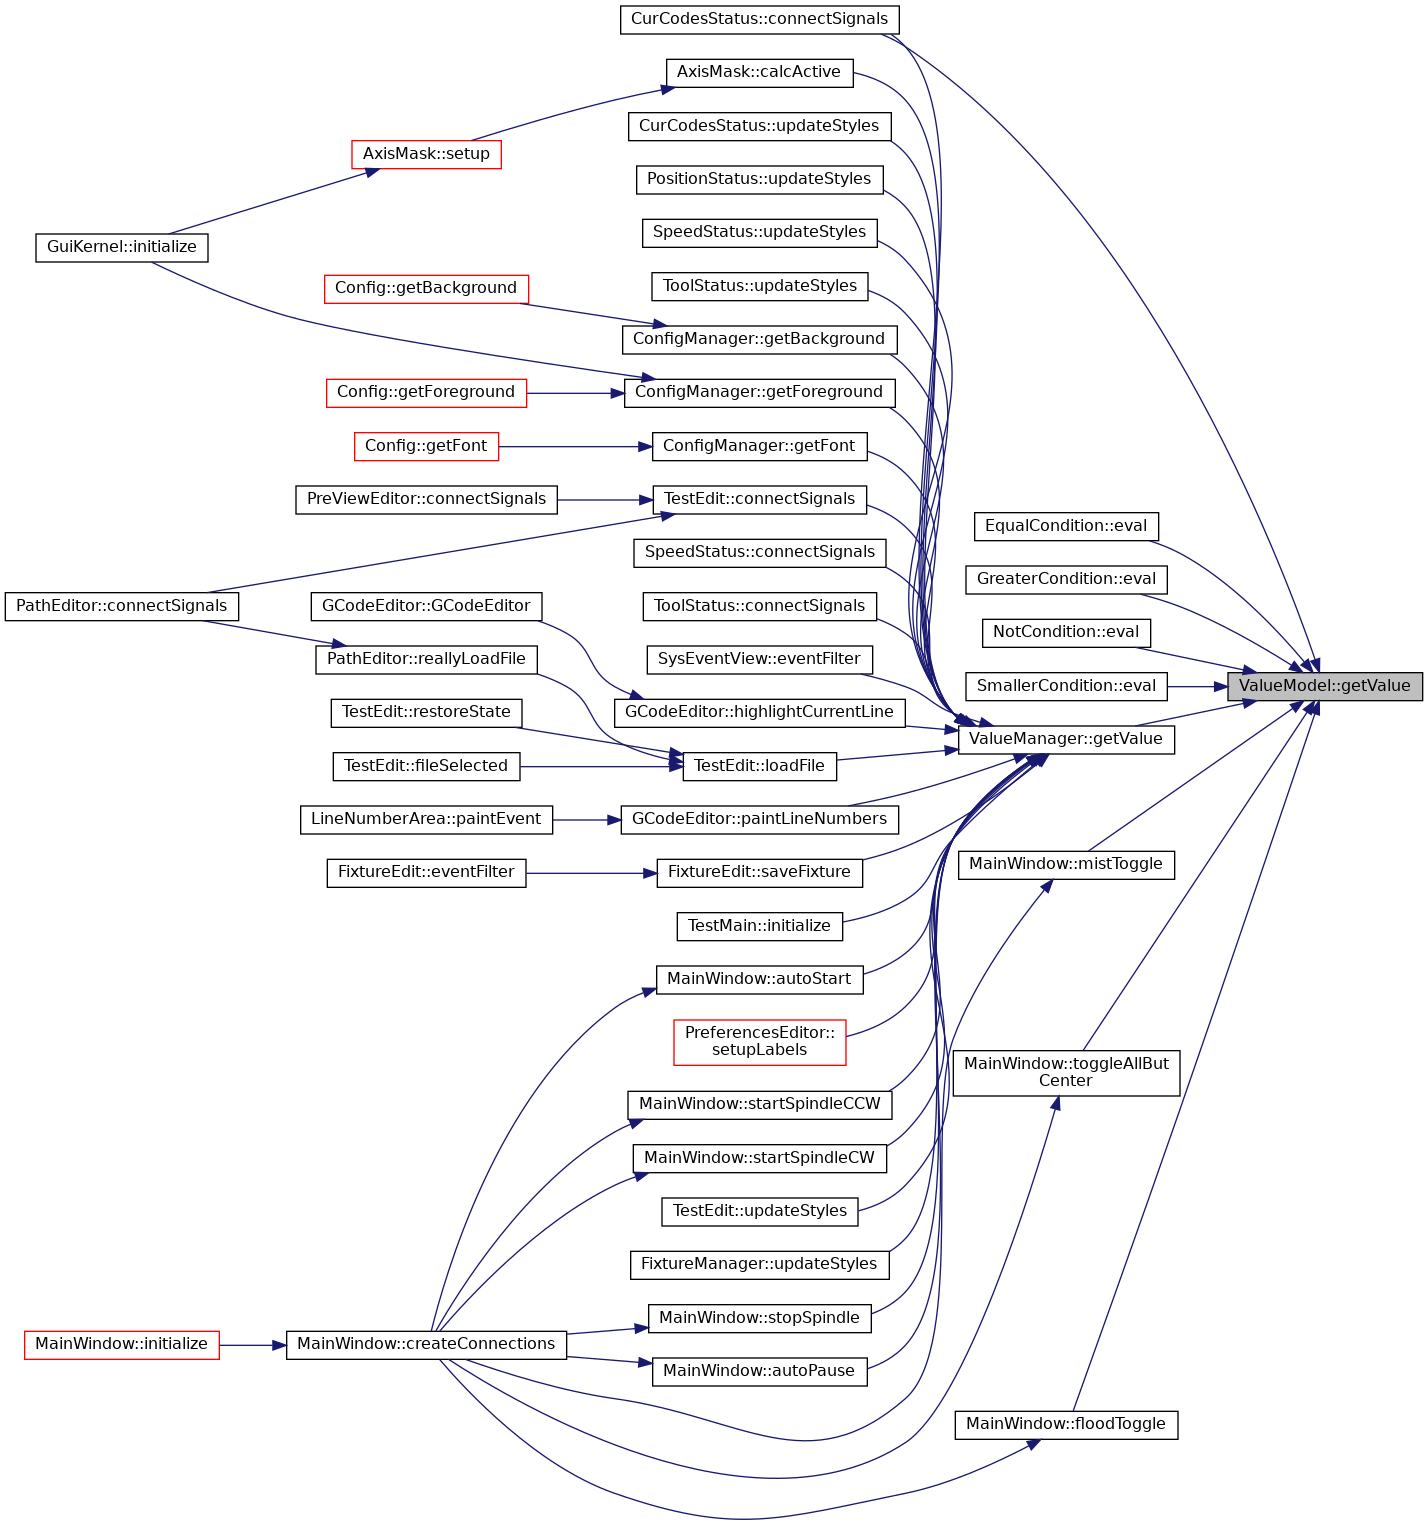 CurCodesStatus::connectSignals
AxisMask::calcActive
CurCodesStatus::updateStyles
AxisMask::setup
PositionStatus::updateStyles
SpeedStatus::updateStyles
GuiKernel::initialize
ToolStatus::updateStyles
Config::getBackground
ConfigManager::getBackground
Config::getForeground
ConfigManager::getForeground
Config::getFont
ConfigManager::getFont
PreViewEditor::connectSignals
TestEdit::connectSignals
EqualCondition::eval
SpeedStatus::connectSignals
GreaterCondition::eval
PathEditor::connectSignals
GCodeEditor::GCodeEditor
ToolStatus::connectSignals
NotCondition::eval
PathEditor::reallyLoadFile
SysEventView::eventFilter
SmallerCondition::eval
ValueModel::getValue
TestEdit::restoreState
GCodeEditor::highlightCurrentLine
ValueManager::getValue
TestEdit::fileSelected
TestEdit::loadFile
LineNumberArea::paintEvent
GCodeEditor::paintLineNumbers
FixtureEdit::eventFilter
FixtureEdit::saveFixture
MainWindow::mistToggle
TestMain::initialize
MainWindow::autoStart
PreferencesEditor::
setupLabels
MainWindow::toggleAllBut
Center
MainWindow::startSpindleCCW
MainWindow::startSpindleCW
TestEdit::updateStyles
FixtureManager::updateStyles
MainWindow::stopSpindle
MainWindow::initialize
MainWindow::createConnections
MainWindow::autoPause
MainWindow::floodToggle